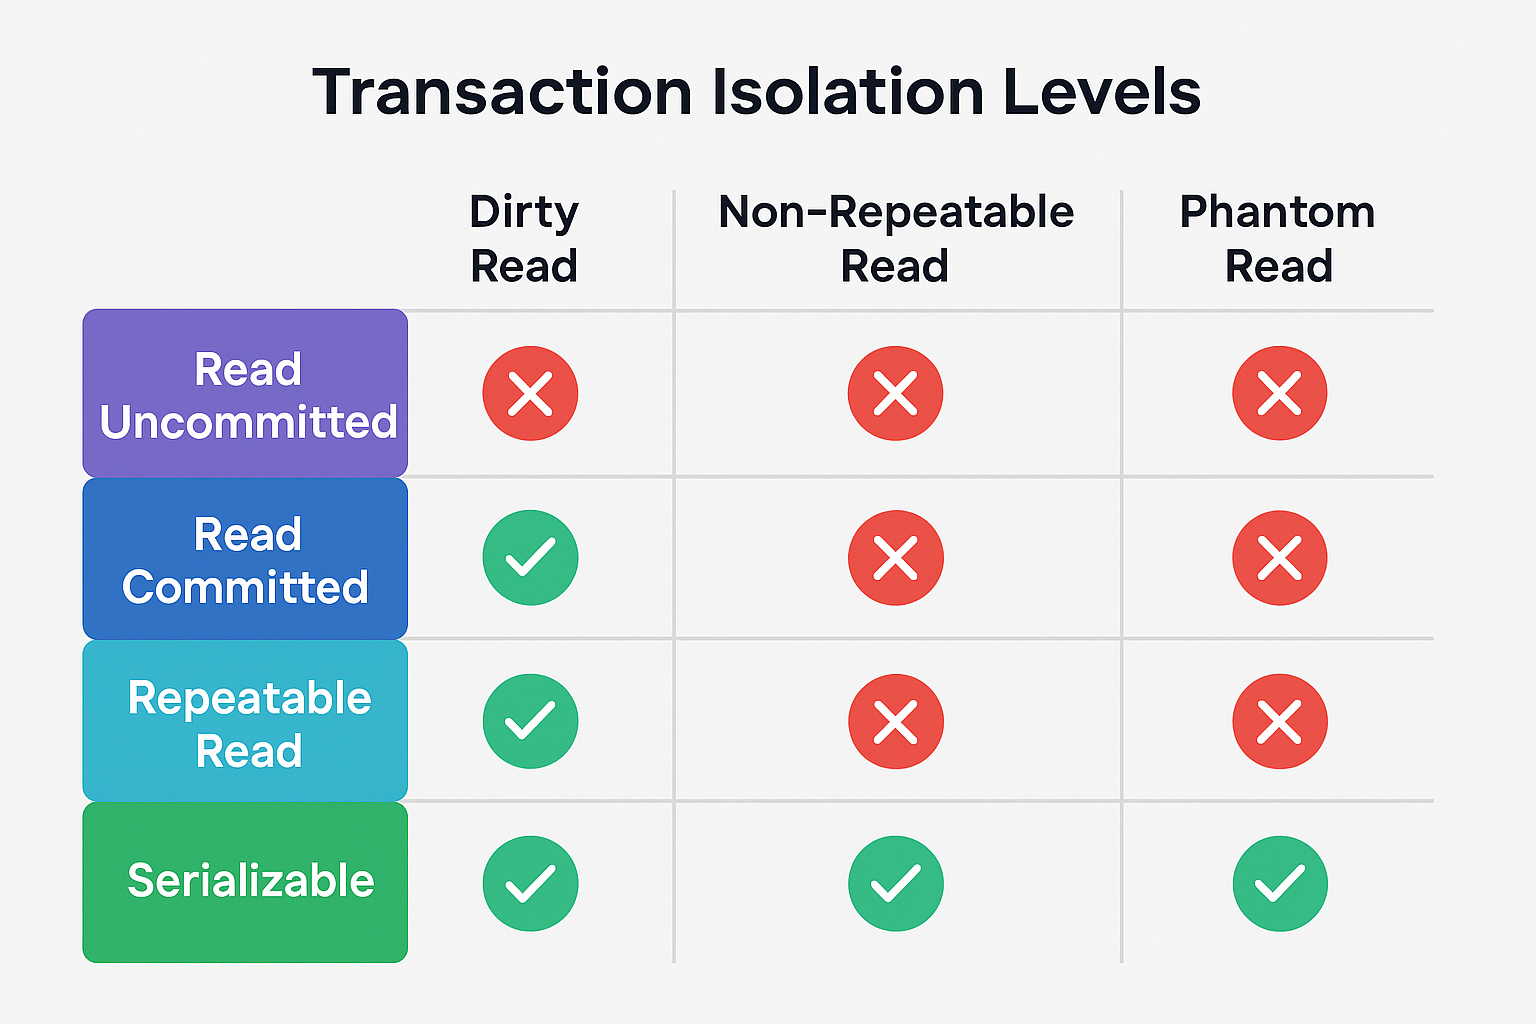 Transaction Isolation Levels
Dirty
Read
Non-Repeatable
Read
Phantom
Read
Read
Uncommitted
Read
Committed
Repeatable
Read
Serializable